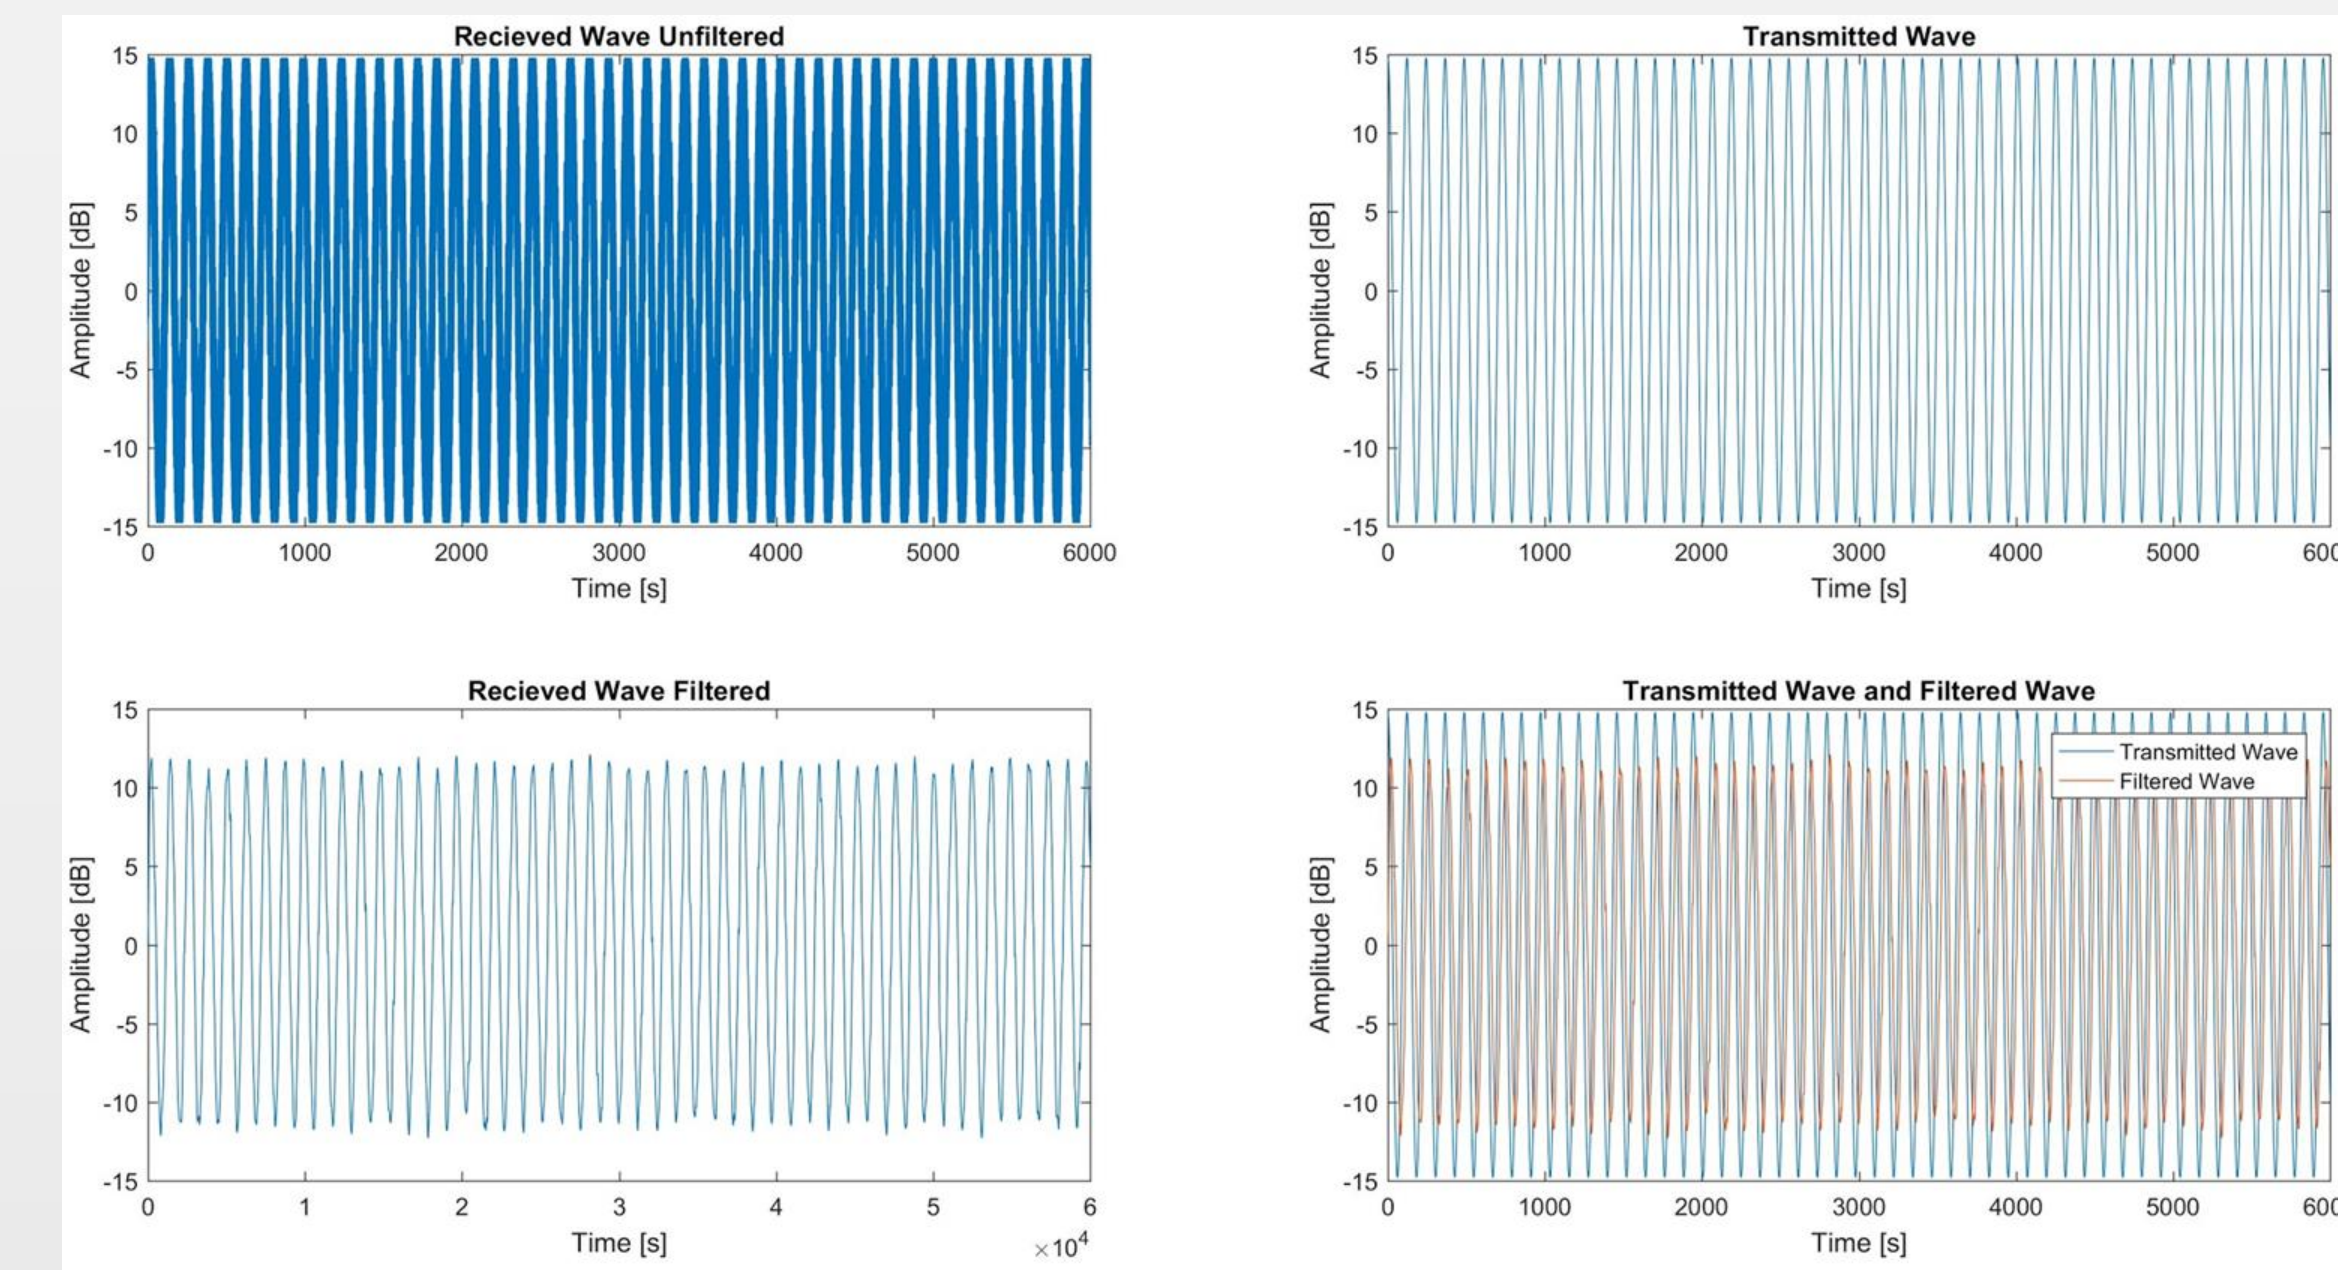 Recieved Wave Unfiltered
15
10
5
0
-5
-10
-15
Amplitude [dB]
0 1000 2000 3000 4000 5000 6000
Time [s]
Transmitted Wave
15
10
5
0
-5
-10
-15
Amplitude [dB]
0 1000 2000 3000 4000 5000 600
Time [s]
Recieved Wave Filtered
15
10
5
0
-5
-10
-15
Amplitude [dB]
0 1 2 3 4 5 6
Time [s]
×10⁴
Transmitted Wave and Filtered Wave
15
10
5
0
-5
-10
-15
Amplitude [dB]
Transmitted Wave
Filtered Wave
0 1000 2000 3000 4000 5000 600
Time [s]